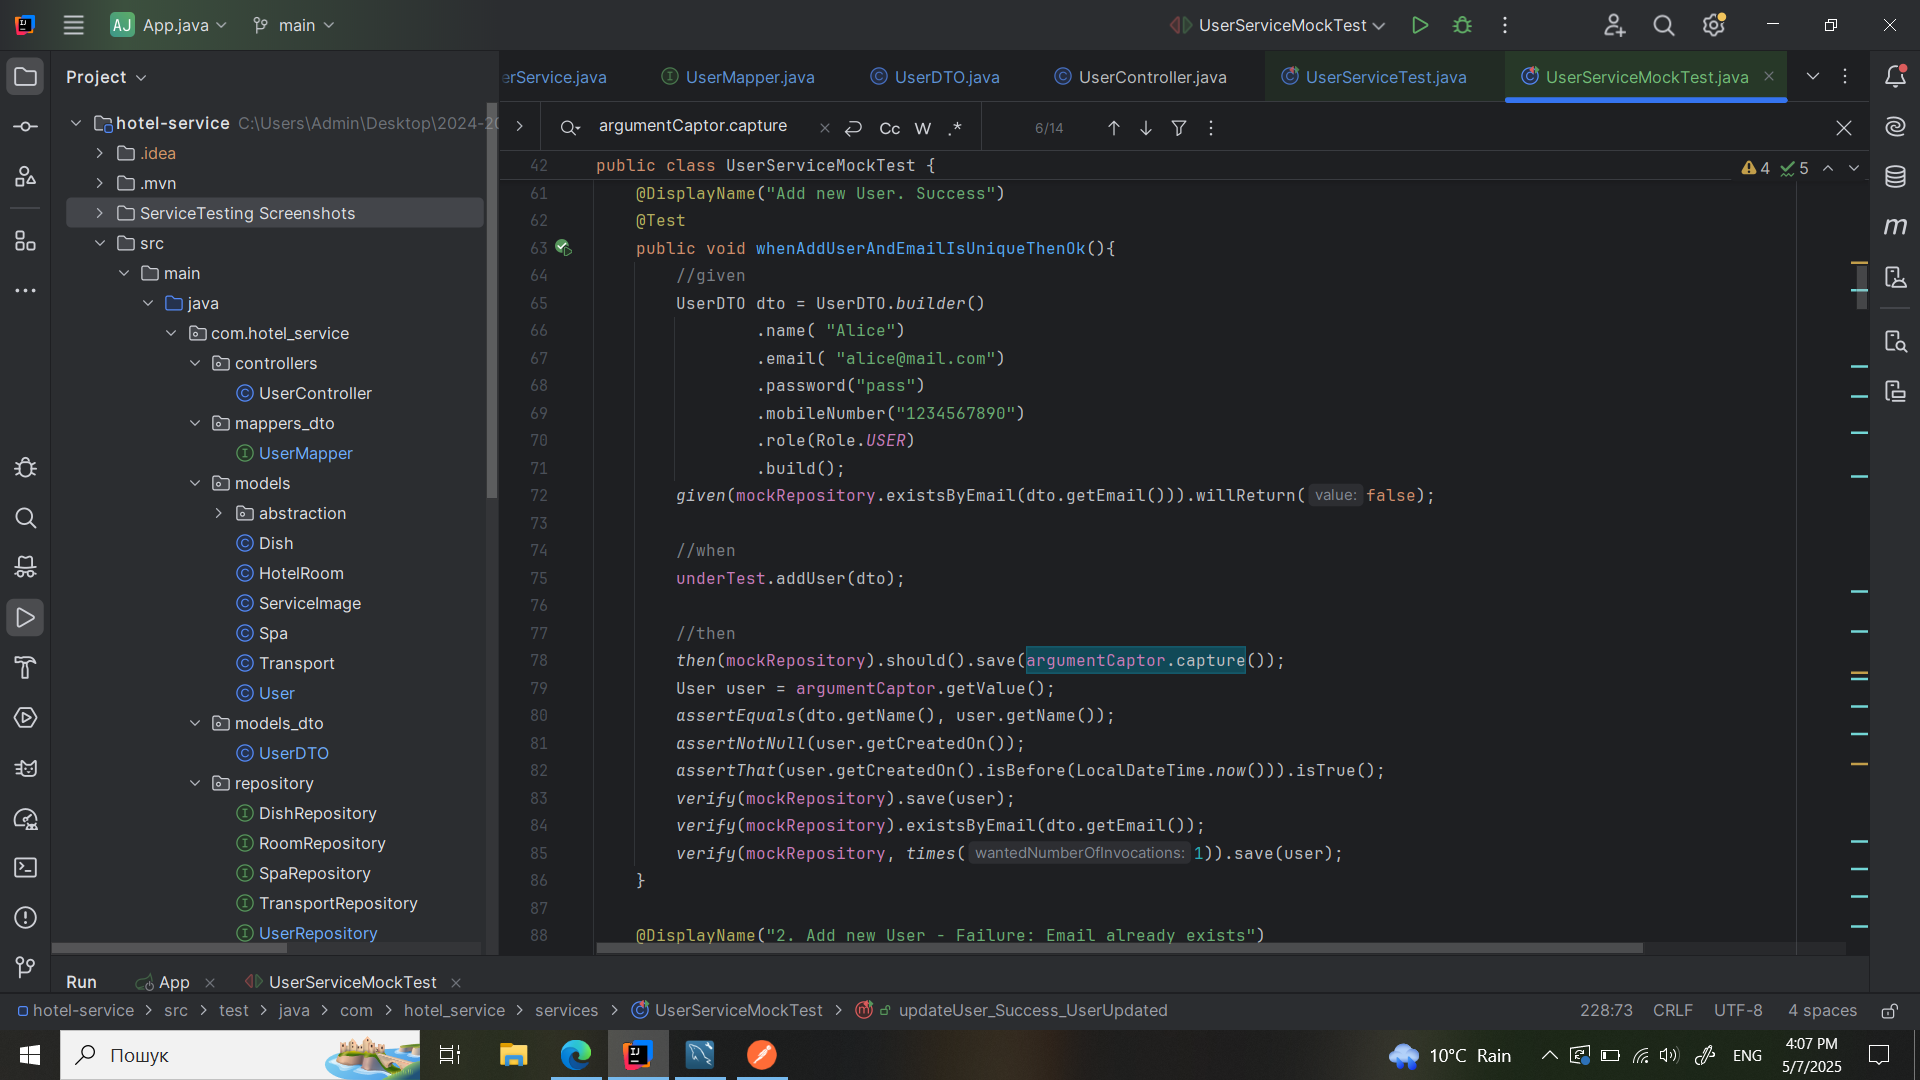 AJ App.java main UserServiceMockTest
Project
erService.java UserMapper.java UserDTO.java UserController.java UserServiceTest.java UserServiceMockTest.java
argumentCaptor.capture Cc W .* 6/14
hotel-service C:\Users\Admin\Desktop\2024-20
.idea
.mvn
ServiceTesting Screenshots
src
main
java
com.hotel_service
controllers
UserController
mappers_dto
UserMapper
models
abstraction
Dish
HotelRoom
ServiceImage
Spa
Transport
User
models_dto
UserDTO
repository
DishRepository
RoomRepository
SpaRepository
TransportRepository
UserRepository
42 public class UserServiceMockTest { 4 5
61 @DisplayName("Add new User. Success")
62 @Test
63 public void whenAddUserAndEmailIsUniqueThenOk(){
64 //given
65 UserDTO dto = UserDTO.builder()
66 .name( "Alice")
67 .email( "alice@mail.com")
68 .password("pass")
69 .mobileNumber("1234567890")
70 .role(Role.USER)
71 .build();
72 given(mockRepository.existsByEmail(dto.getEmail())).willReturn( value: false);
73
74 //when
75 underTest.addUser(dto);
76
77 //then
78 then(mockRepository).should().save(argumentCaptor.capture());
79 User user = argumentCaptor.getValue();
80 assertEquals(dto.getName(), user.getName());
81 assertNotNull(user.getCreatedOn());
82 assertThat(user.getCreatedOn().isBefore(LocalDateTime.now())).isTrue();
83 verify(mockRepository).save(user);
84 verify(mockRepository).existsByEmail(dto.getEmail());
85 verify(mockRepository, times( wantedNumberOfInvocations: 1)).save(user);
86 }
87
88 @DisplayName("2. Add new User - Failure: Email already exists")
Run App UserServiceMockTest
hotel-service > src > test > java > com > hotel_service > services > UserServiceMockTest > updateUser_Success_UserUpdated 228:73 CRLF UTF-8 4 spaces
Пошук 10°C Rain ENG 4:07 PM
5/7/2025